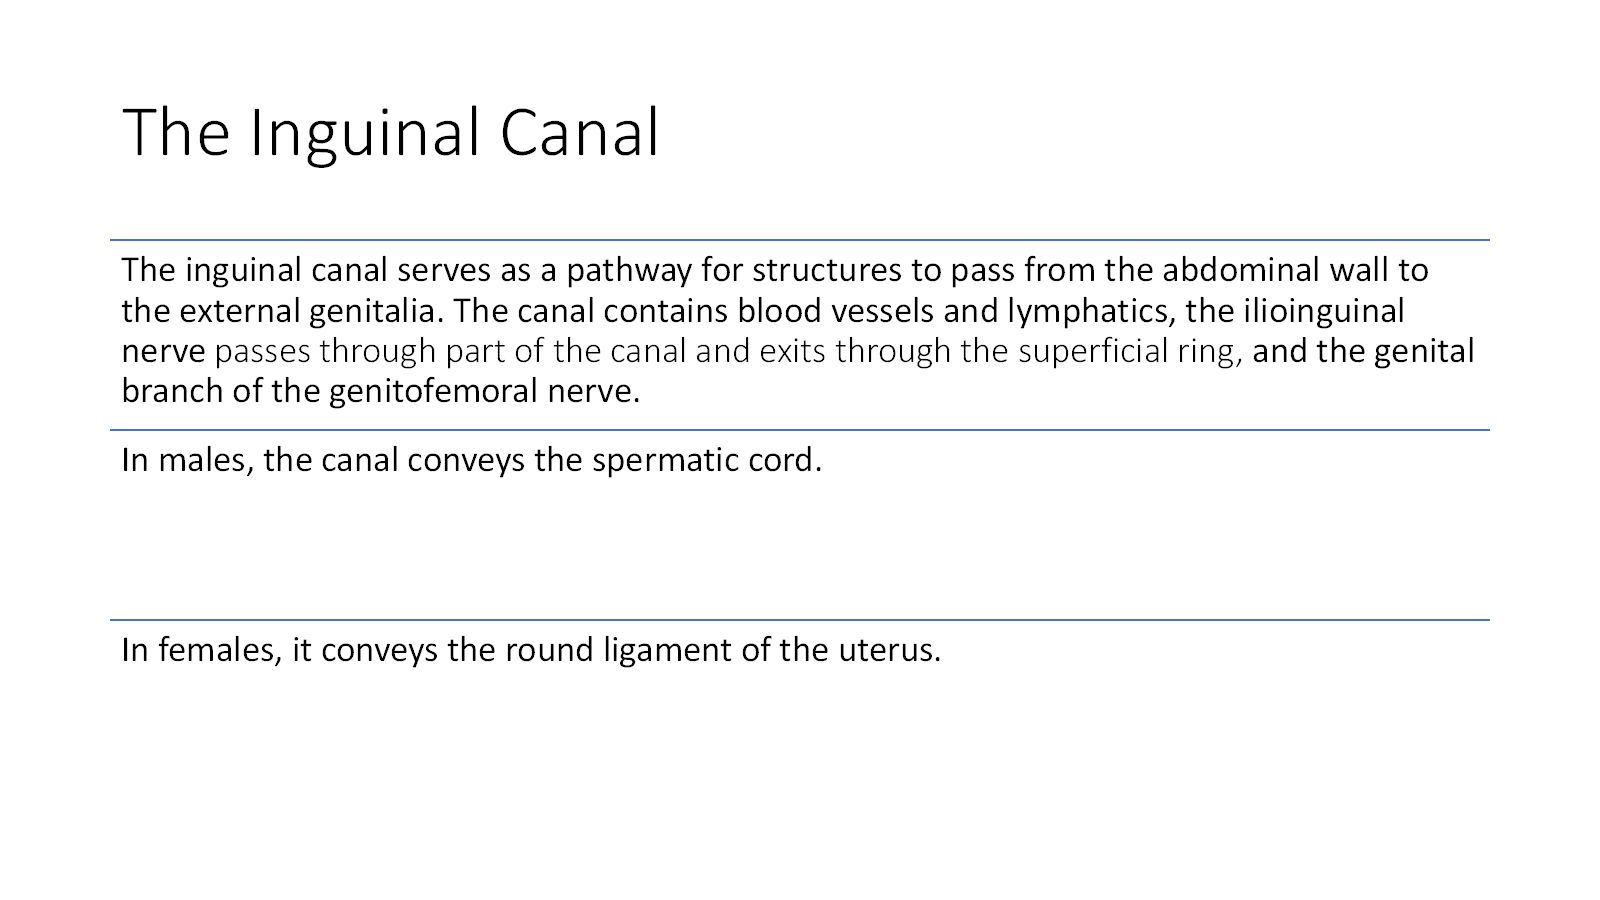 The Inguinal Canal
The inguinal canal serves as a pathway for structures to pass from the abdominal wall to
the external genitalia. The canal contains blood vessels and lymphatics, the ilioinguinal
nerve passes through part of the canal and exits through the superficial ring, and the genital
branch of the genitofemoral nerve.
In males, the canal conveys the spermatic cord.
In females, it conveys the round ligament of the uterus.